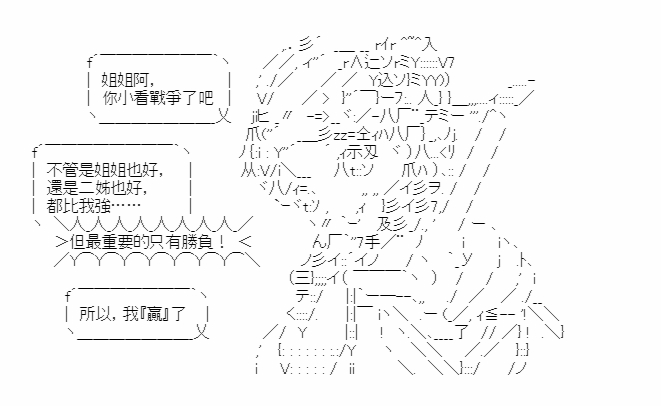 姐姐阿，
你小看戰爭了吧
不管是姐姐也好，
還是二姊也好，
都比我強……
但最重要的只有勝負！
所以，我『贏』了